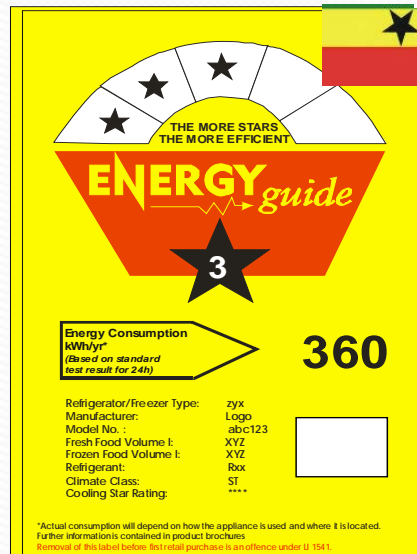 THE MORE STARS
THE MORE EFFICIENT
ENERGY guide
3
Energy Consumption
kWh/yr*
(Based on standard
test result for 24h)
360
Refrigerator/Freezer Type: zyx
Manufacturer: Logo
Model No. : abc123
Fresh Food Volume l: XYZ
Frozen Food Volume l: XYZ
Refrigerant: Rxx
Climate Class: ST
Cooling Star Rating: ****
*Actual consumption will depend on how the appliance is used and where it is located.
Further information is contained in product brochures
Removal of this label before first retail purchase is an offence under LI 1541.